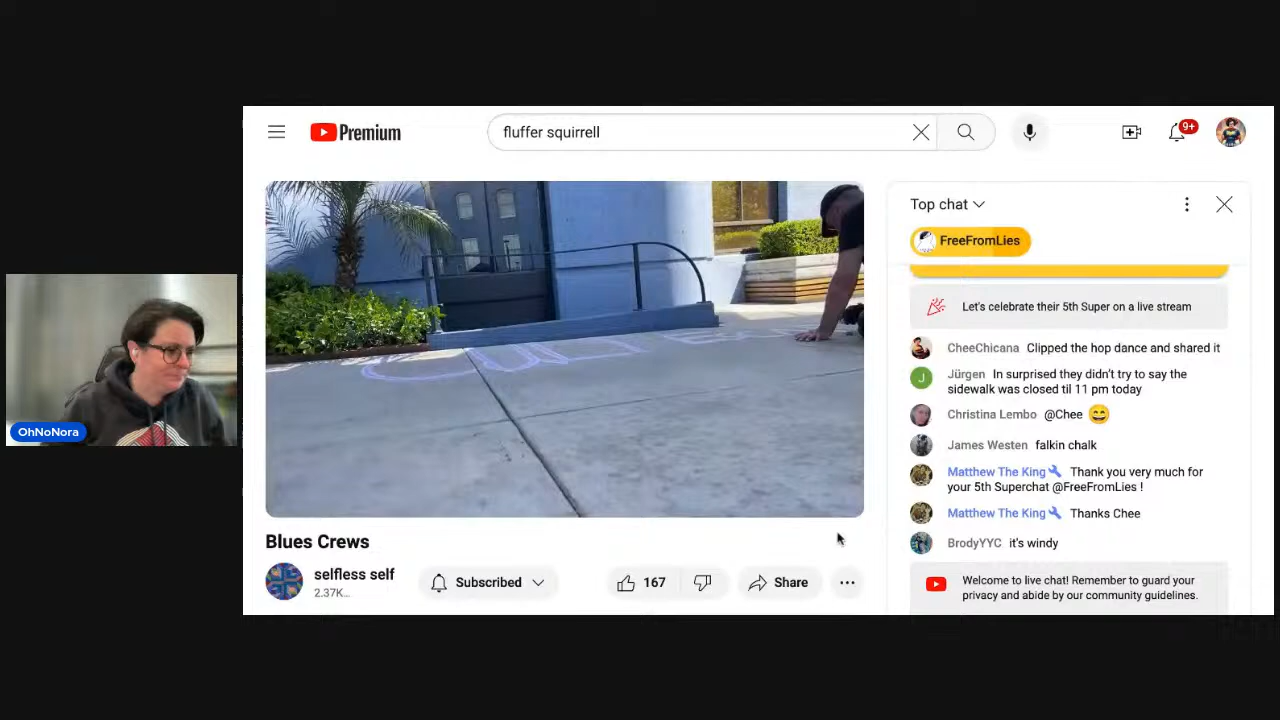 Premium
fluffer squirrell
9+
Top chat
FreeFromLies
Let's celebrate their 5th Super on a live stream
CheeChicana Clipped the hop dance and shared it
J
Jürgen In surprised they didn't try to say the
sidewalk was closed til 11 pm today
Christina Lembo @Chee
James Westen falkin chalk
Matthew The King Thank you very much for
your 5th Superchat @FreeFromLies !
Matthew The King Thanks Chee
BrodyYYC it's windy
Welcome to live chat! Remember to guard your
privacy and abide by our community guidelines.
OhNoNora
Blues Crews
selfless self
2.37K...
Subscribed
167
Share